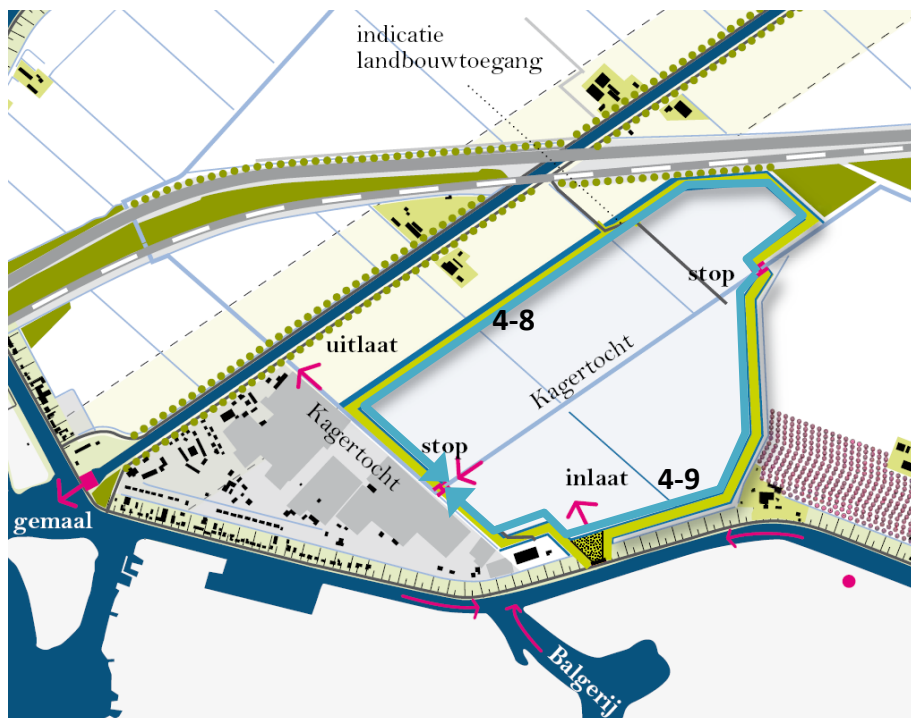 indicatie
landbouwtoegang
stop
4-8
uitlaat
Kagertocht
Kagertocht
stop
inlaat
4-9
gemaal
Balgerij